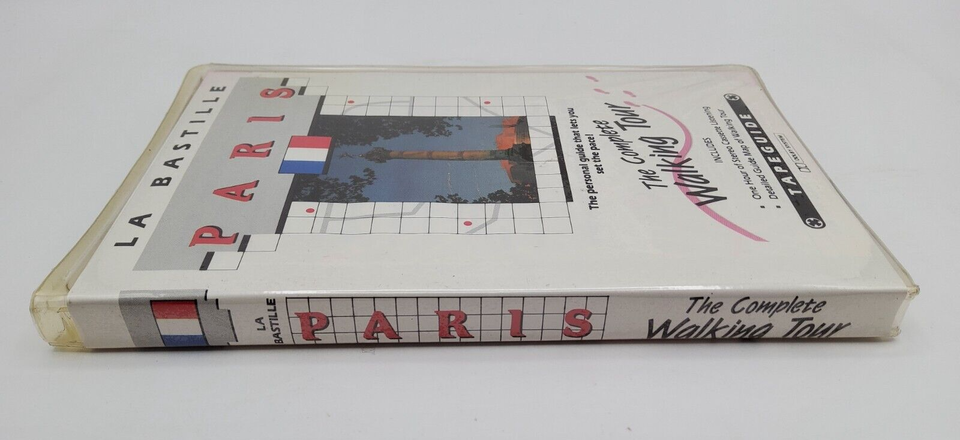 LA BASTILLE
PARIS
The personal guide that lets you
set the pace!
The Complete
Walking Tour
INCLUDES
• One Hour of Stereo Cassette Listening
• Detailed Guide Map of Walking Tour
TAPEGUIDE
LA
BASTILLE
PARIS
The Complete
Walking Tour